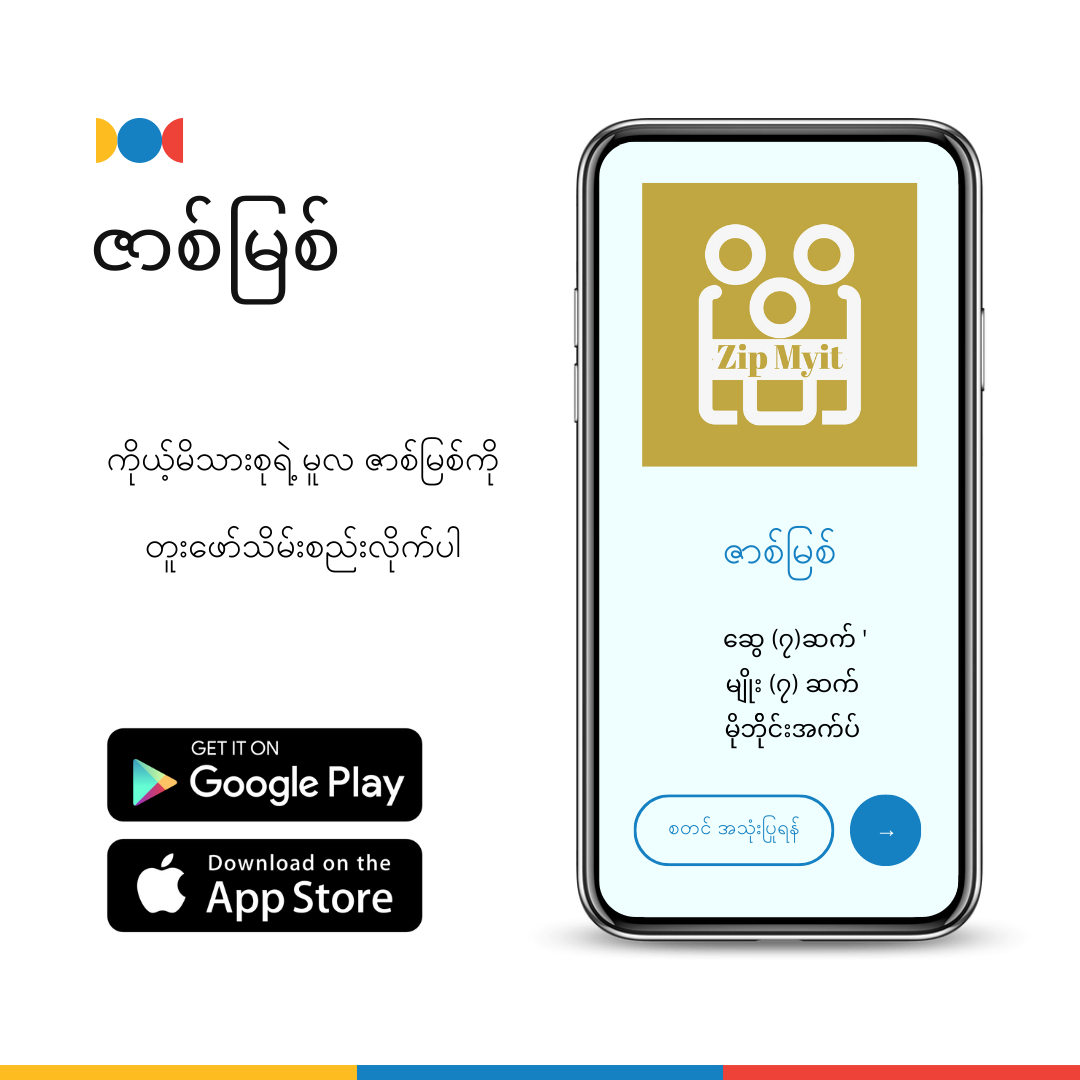 ဇာစ်မြစ်
ကိုယ့်မိသားစုရဲ့ မူလ ဇာစ်မြစ်ကို
တူးဖော်သိမ်းစည်းလိုက်ပါ
GET IT ON
Google Play
Download on the
App Store
Zip Myit
ဇာစ်မြစ်
ဆွေ (၇)ဆက် '
မျိုး (၇) ဆက်
မိုဘိုင်းအက်ပ်
စတင် အသုံးပြုရန်
→